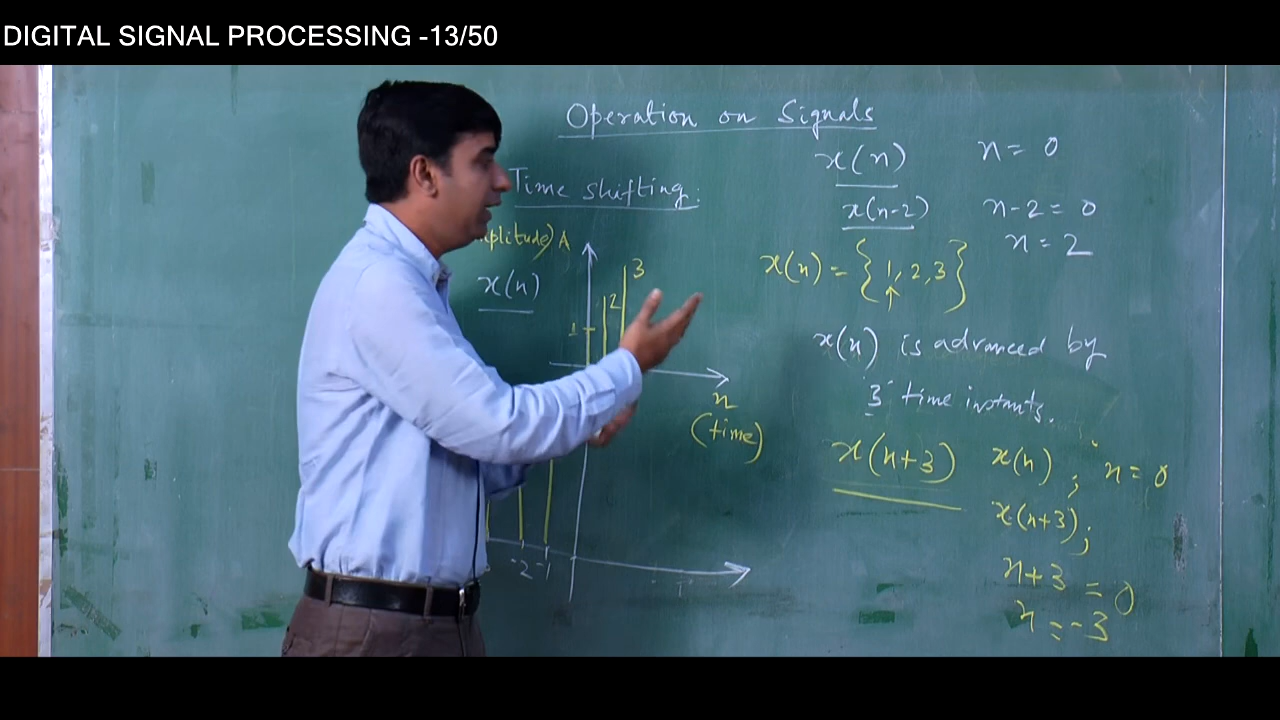 DIGITAL SIGNAL PROCESSING -13/50
Operation on Signals
Time shifting:
x(n) n = 0
x(n-2) n-2 = 0
n = 2
plitude) A
x(n)
1 2 3
x(n) = {1, 2, 3}
↑
x(n) is advanced by
3 time instants.
n
(time)
x(n+3) x(n) ; n = 0
x(n+3);
n+3 = 0
n = -3
-2 -1